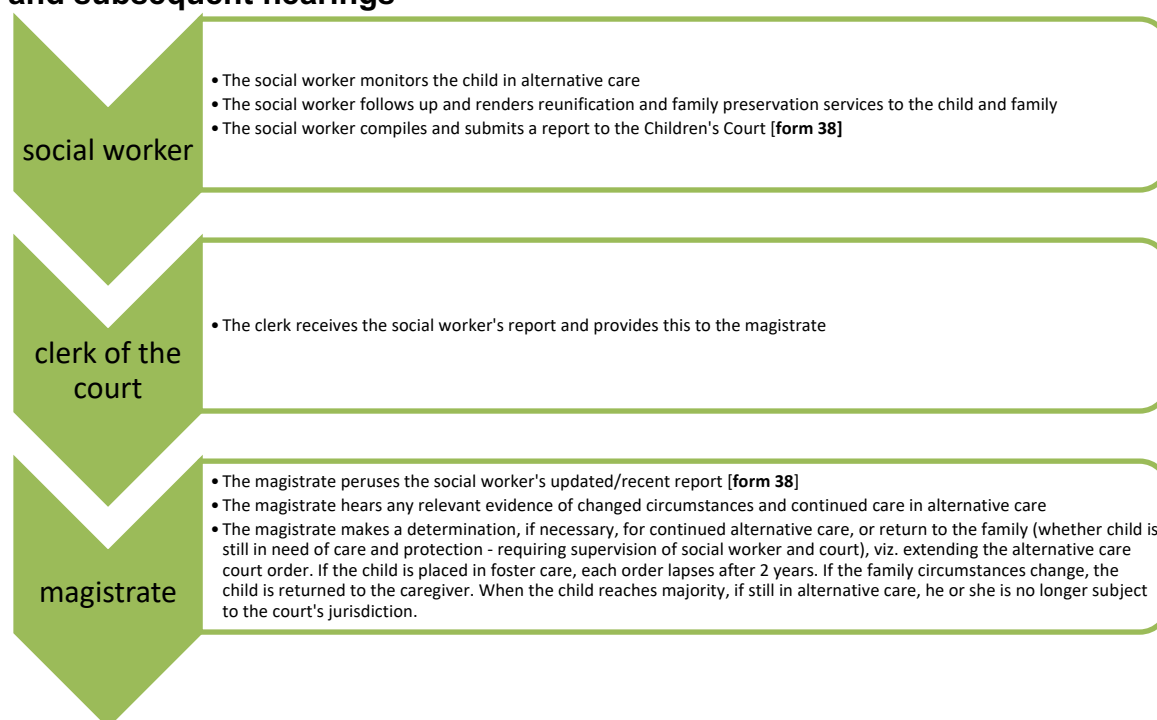 and subsequent hearings
social worker
• The social worker monitors the child in alternative care
• The social worker follows up and renders reunification and family preservation services to the child and family
• The social worker compiles and submits a report to the Children's Court [form 38]
clerk of the
court
• The clerk receives the social worker's report and provides this to the magistrate
magistrate
• The magistrate peruses the social worker's updated/recent report [form 38]
• The magistrate hears any relevant evidence of changed circumstances and continued care in alternative care
• The magistrate makes a determination, if necessary, for continued alternative care, or return to the family (whether child is
still in need of care and protection - requiring supervision of social worker and court), viz. extending the alternative care
court order. If the child is placed in foster care, each order lapses after 2 years. If the family circumstances change, the
child is returned to the caregiver. When the child reaches majority, if still in alternative care, he or she is no longer subject
to the court's jurisdiction.